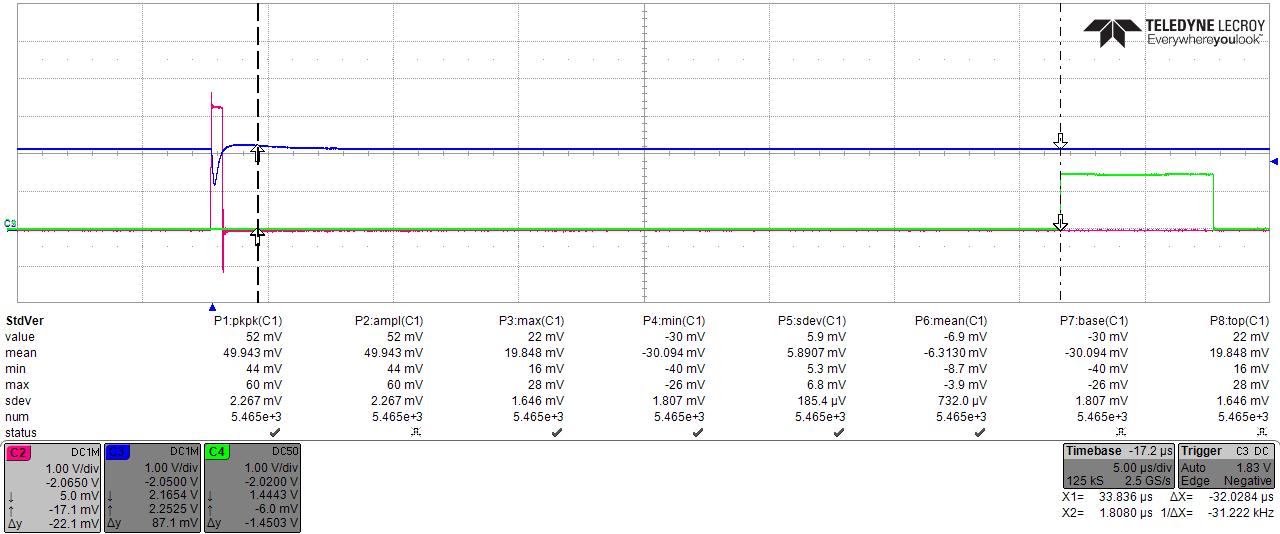 TELEDYNE LECROY
Everywhereyoulook™
C3
StdVer P1:pkpk(C1) P2:ampl(C1) P3:max(C1) P4:min(C1) P5:sdev(C1) P6:mean(C1) P7:base(C1) P8:top(C1)
value 52 mV 52 mV 22 mV -30 mV 5.9 mV -6.9 mV -30 mV 22 mV
mean 49.943 mV 49.943 mV 19.848 mV -30.094 mV 5.8907 mV -6.3130 mV -30.094 mV 19.848 mV
min 44 mV 44 mV 16 mV -40 mV 5.3 mV -8.7 mV -40 mV 16 mV
max 60 mV 60 mV 28 mV -26 mV 6.8 mV -3.9 mV -26 mV 28 mV
sdev 2.267 mV 2.267 mV 1.646 mV 1.807 mV 185.4 µV 732.0 µV 1.807 mV 1.646 mV
num 5.465e+3 5.465e+3 5.465e+3 5.465e+3 5.465e+3 5.465e+3 5.465e+3 5.465e+3
status
C2 DC1M C3 DC1M C4 DC50 Timebase -17.2 µs Trigger C3 DC
1.00 V/div 1.00 V/div 1.00 V/div 5.00 µs/div Auto 1.83 V
-2.0650 V -2.0500 V -2.0200 V 125 kS 2.5 GS/s Edge Negative
↓ 5.0 mV ↓ 2.1654 V ↓ 1.4443 V X1= 33.836 µs ΔX= -32.0284 µs
↑ -17.1 mV ↑ 2.2525 V ↑ -6.0 mV X2= 1.8080 µs 1/ΔX= -31.222 kHz
Δy -22.1 mV Δy 87.1 mV Δy -1.4503 V